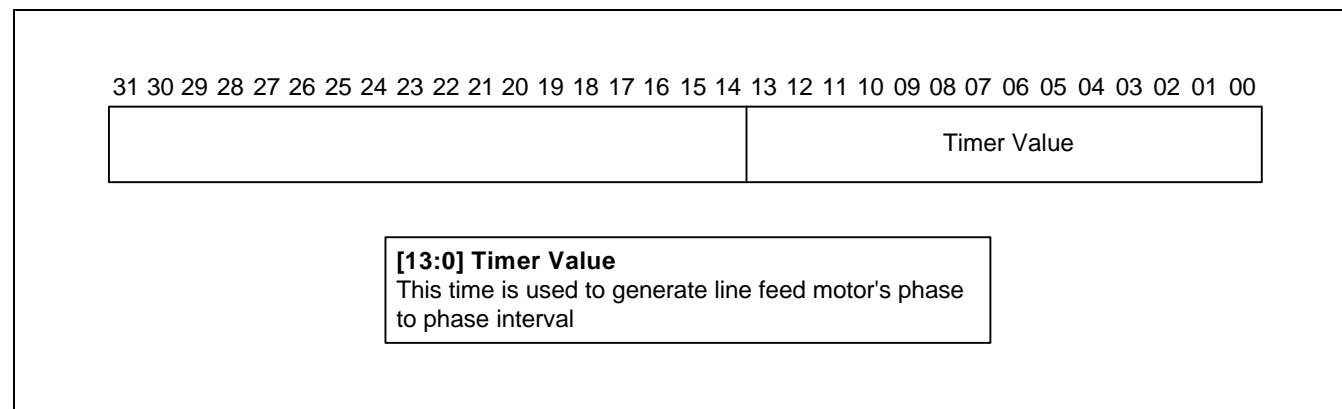 31 30 29 28 27 26 25 24 23 22 21 20 19 18 17 16 15 14 13 12 11 10 09 08 07 06 05 04 03 02 01 00
Timer Value
[13:0] Timer Value
This time is used to generate line feed motor's phase
to phase interval